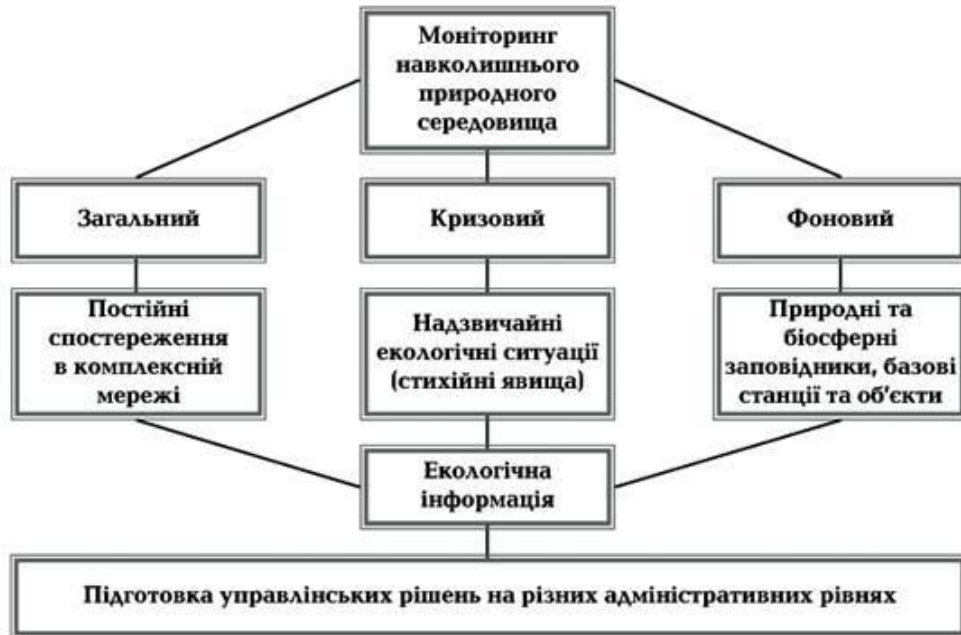 Моніторинг
навколишнього
природного
середовища
Загальний
Кризовий
Фоновий
Постійні
спостереження
в комплексній
мережі
Надзвичайні
екологічні ситуації
(стихійні явища)
Природні та
біосферні
заповідники, базові
станції та об'єкти
Екологічна
інформація
Підготовка управлінських рішень на різних адміністративних рівнях